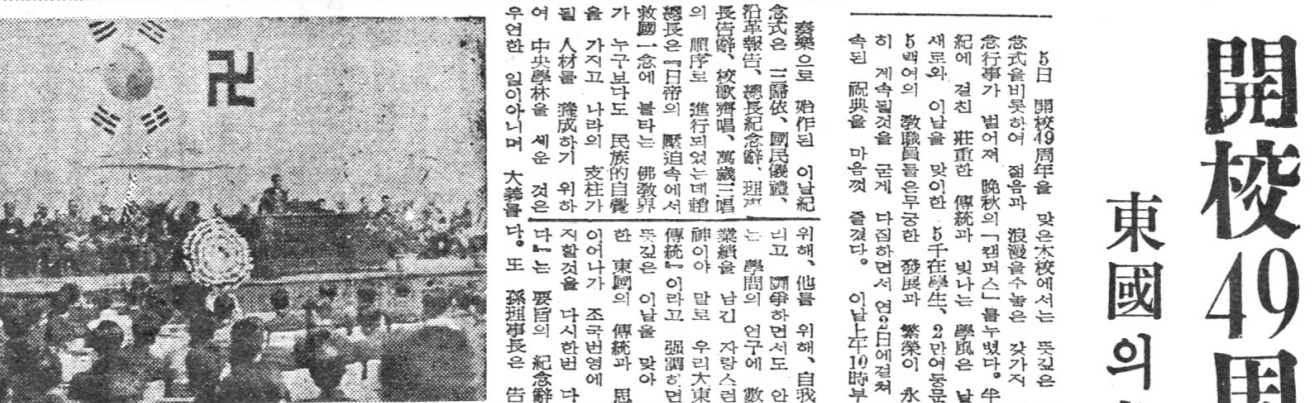 開校49周
東國의
5日 開校49周年을 맞은本校에서는 뜻깊은
念式을비롯하여 젊음과 浪漫을수놓은 갖가지
念行事가 벌어져 晩秋의「캠퍼스」를누볐다。半
紀에 걸친 莊重한 傳統과 빛나는 學風은 날
새로와 이날을 맞이한 5千在學生、2만여동문
5백여의 敎職員들은무궁한 發展과 繁榮이 永
히 계속될것을 굳게 다짐하면서 연2日에걸쳐
속된 祝典을 마음껏 즐겼다。 이날上午10時부
奏樂으로 始作된 이날紀
念式은 三歸依、國民儀禮、
沿革報告、總長紀念辭、理事
長告辭、校歌齊唱、萬歲三唱
의 順序로 進行되었는데趙
總長은『日帝의 壓迫속에서
救國一念에 불타는 佛敎界
가 누구보다도 民族的自覺
을 가지고 나라의 支柱가
될 人材를 養成하기 위하
여 中央學林을 세운 것은
우연한 일이아니며 大義를
위해、他를 위해、自我
리고 鬪爭하면서도 안
는 學問의 연구에 數
業績을 남긴 자랑스런
神이야 말로 우리大東
傳統』이라고 强調하면
뜻깊은 이날을 맞아
한 東國의 傳統과 思
이어나가 조국번영에
지할것을 다시한번 다
다』는 要旨의 紀念辭
다。또 孫理事長은 告